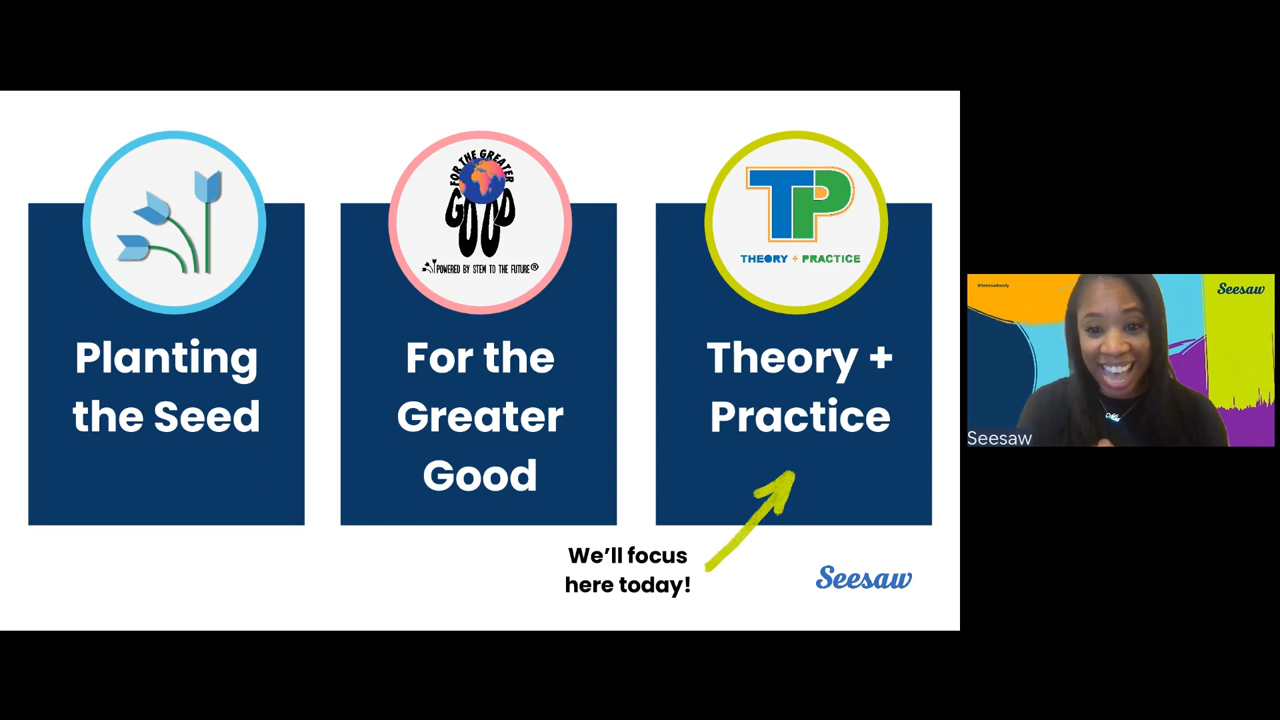 FOR THE GREATER
GOOD
POWERED BY STEM TO THE FUTURE®
TP
THEORY + PRACTICE
Planting
the Seed
For the
Greater
Good
Theory +
Practice
We’ll focus
here today!
Seesaw
Seesaw
Seesaw